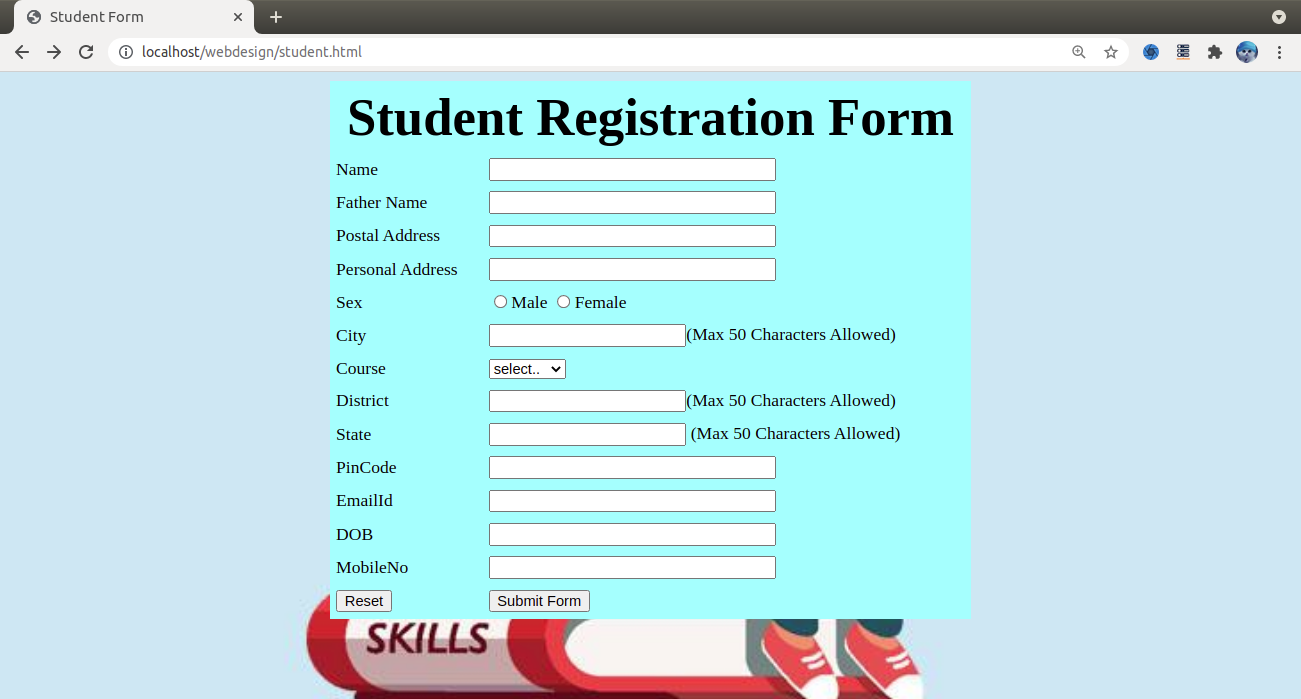 Student Form
localhost/webdesign/student.html
Student Registration Form
Name
Father Name
Postal Address
Personal Address
Sex Male Female
City (Max 50 Characters Allowed)
Course select..
District (Max 50 Characters Allowed)
State (Max 50 Characters Allowed)
PinCode
EmailId
DOB
MobileNo
Reset Submit Form
SKILLS